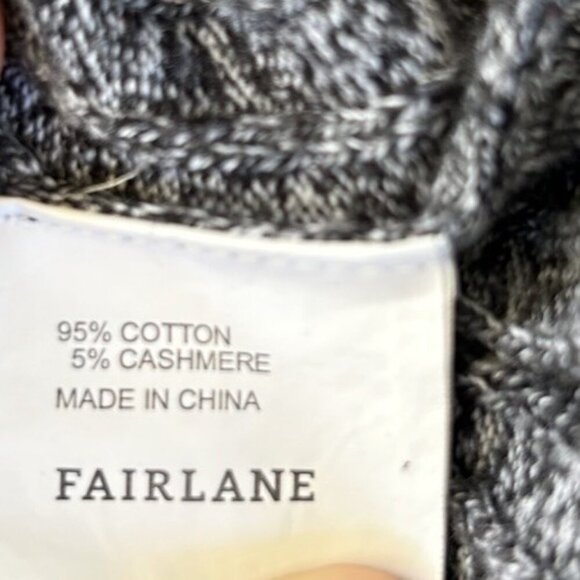 95% COTTON
5% CASHMERE
MADE IN CHINA
FAIRLANE